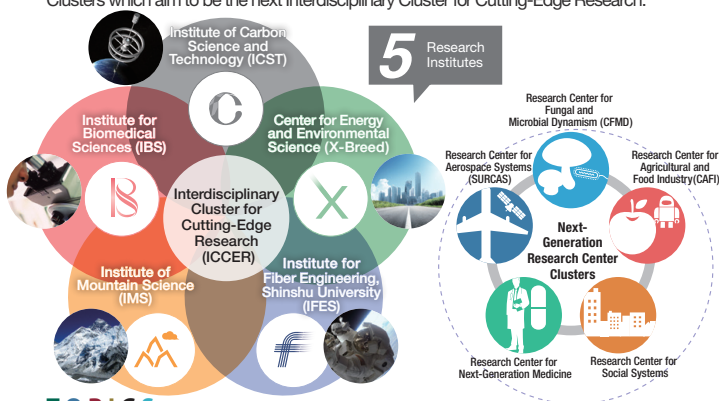 Clusters which aim to be the next Interdisciplinary Cluster for Cutting-Edge Research.
Institute of Carbon
Science and
Technology (ICST)
5
Research
Institutes
Institute for
Biomedical
Sciences (IBS)
Center for Energy
and Environmental
Science (X-Breed)
Interdisciplinary
Cluster for
Cutting-Edge
Research
(ICCER)
Institute of
Mountain Science
(IMS)
Institute for
Fiber Engineering,
Shinshu University
(IFES)
Research Center for
Fungal and
Microbial Dynamism (CFMD)
Research Center for
Aerospace Systems
(SURCAS)
Research Center for
Agricultural and
Food Industry(CAFI)
Next-
Generation
Research Center
Clusters
Research Center for
Next-Generation Medicine
Research Center for
Social Systems
TOPICS